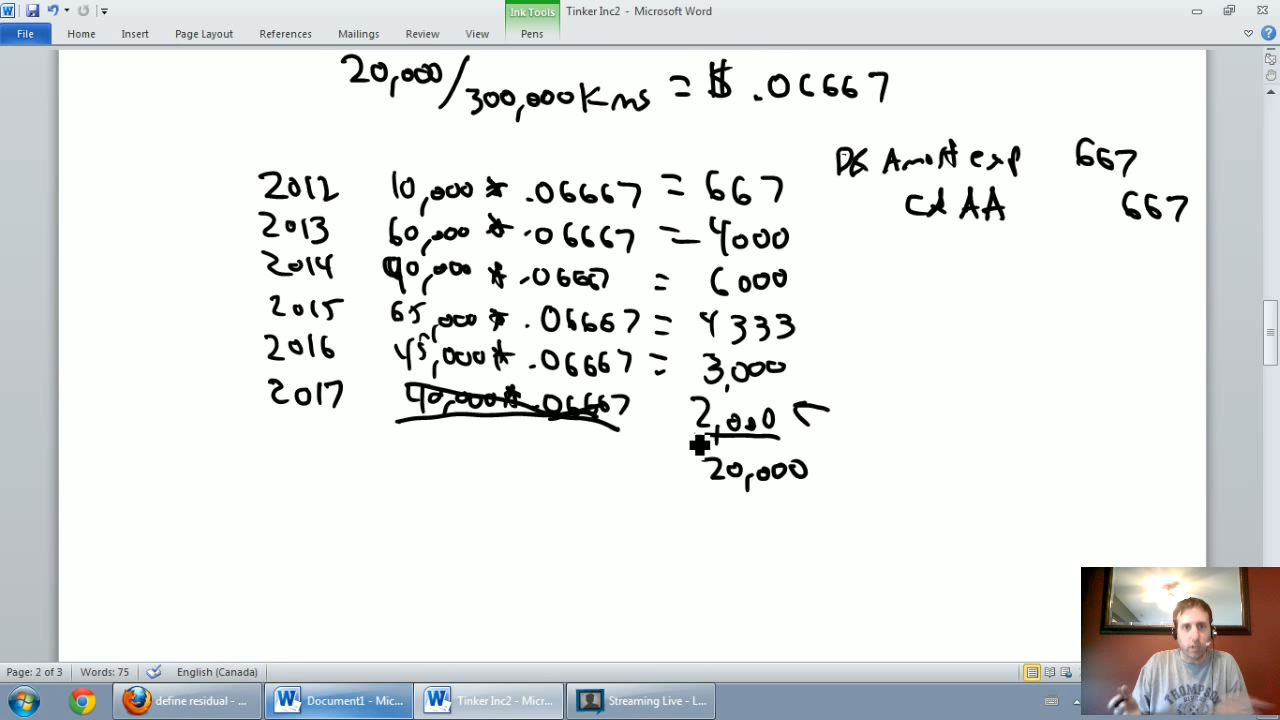 Ink Tools
Tinker Inc2 - Microsoft Word
File Home Insert Page Layout References Mailings Review View Pens
20,000/300,000 Kms = $ .06667
2012 10,000 * .06667 = 667
2013 60,000 * .06667 = 4000
2014 90,000 * .0667 = 6000
2015 65,000 * .06667 = 4333
2016 45,000 * .06667 = 3,000
2017 40,000 * .06667 2,000
20,000
DR Amort exp 667
CR AA 667
Page: 2 of 3 Words: 75 English (Canada)
define residual - ... Document1 - Mic... Tinker Inc2 - Micr... Streaming Live - L...
THOMPSON